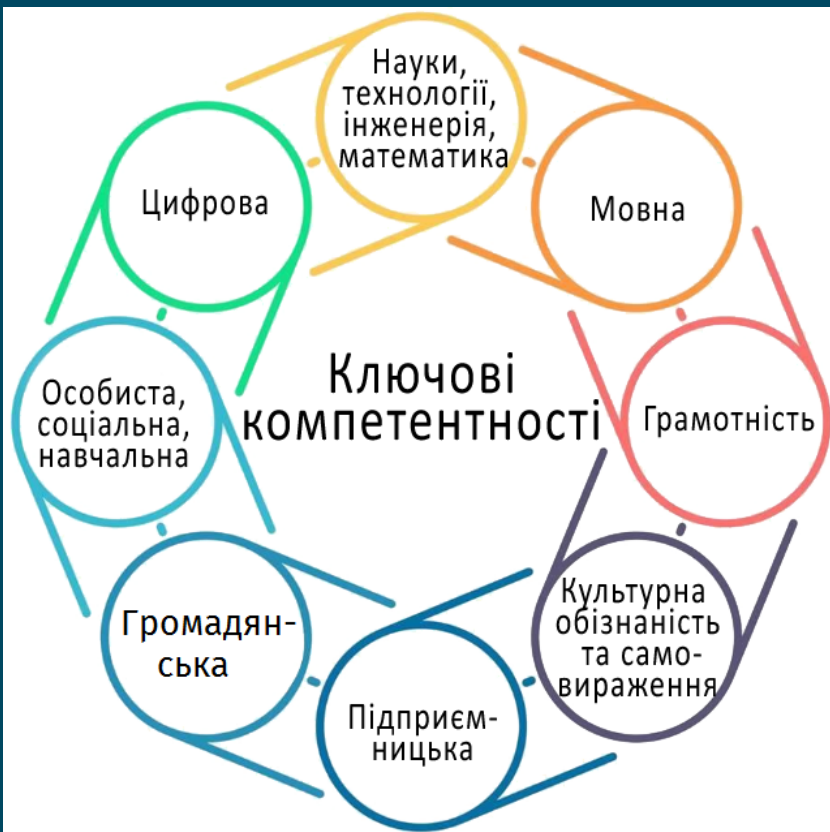 Науки,
технології,
інженерія,
математика
Мовна
Грамотність
Культурна
обізнаність
та само-
вираження
Підприєм-
ницька
Громадян-
ська
Особиста,
соціальна,
навчальна
Цифрова
Ключові
компетентності